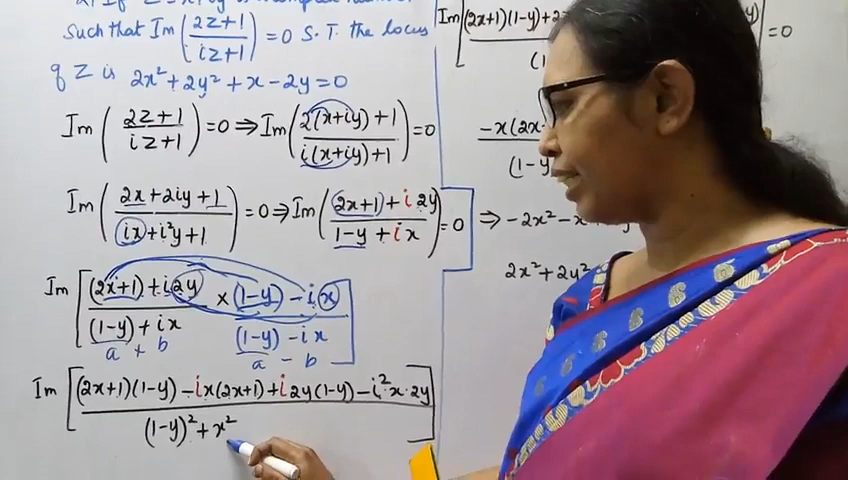 such that Im (2z+1 / iz+1) = 0 S.T. the locus
of z is 2x² + 2y² + x - 2y = 0
Im (2z+1 / iz+1) = 0 ⇒ Im (2(x+iy)+1 / i(x+iy)+1) = 0
Im (2x+2iy+1 / ix+i²y+1) = 0 ⇒ Im ((2x+1)+i2y / 1-y+ix) = 0
Im [(2x+1)+i2y / (1-y)+ix × (1-y)-ix / (1-y)-ix]
a + b a - b
Im [(2x+1)(1-y) - ix(2x+1) + i2y(1-y) - i²x·2y / (1-y)² + x²]
Im [(2x+1)(1-y)+2
= 0
-x(2x
(1-y
⇒ -2x² - x
2x² + 2y²